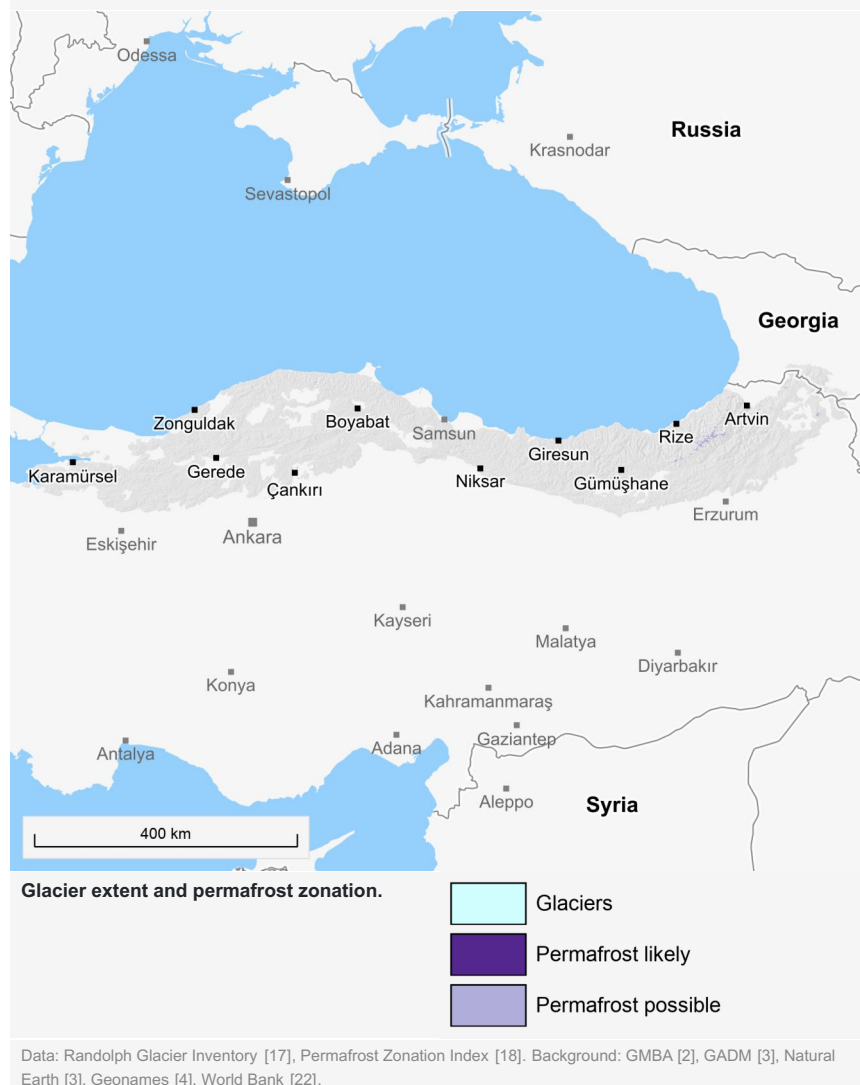 Odessa
Russia
Krasnodar
Sevastopol
Georgia
Zonguldak
Boyabat
Samsun
Artvin
Rize
Giresun
Karamürsel
Gerede
Çankırı
Niksar
Gümüşhane
Erzurum
Eskişehir
Ankara
Kayseri
Malatya
Diyarbakır
Konya
Kahramanmaraş
Gaziantep
Antalya
Adana
Aleppo
Syria
400 km
Glacier extent and permafrost zonation.
Glaciers
Permafrost likely
Permafrost possible
Data: Randolph Glacier Inventory [17], Permafrost Zonation Index [18]. Background: GMBA [2], GADM [3], Natural
Earth [3], Geonames [4], World Bank [22].